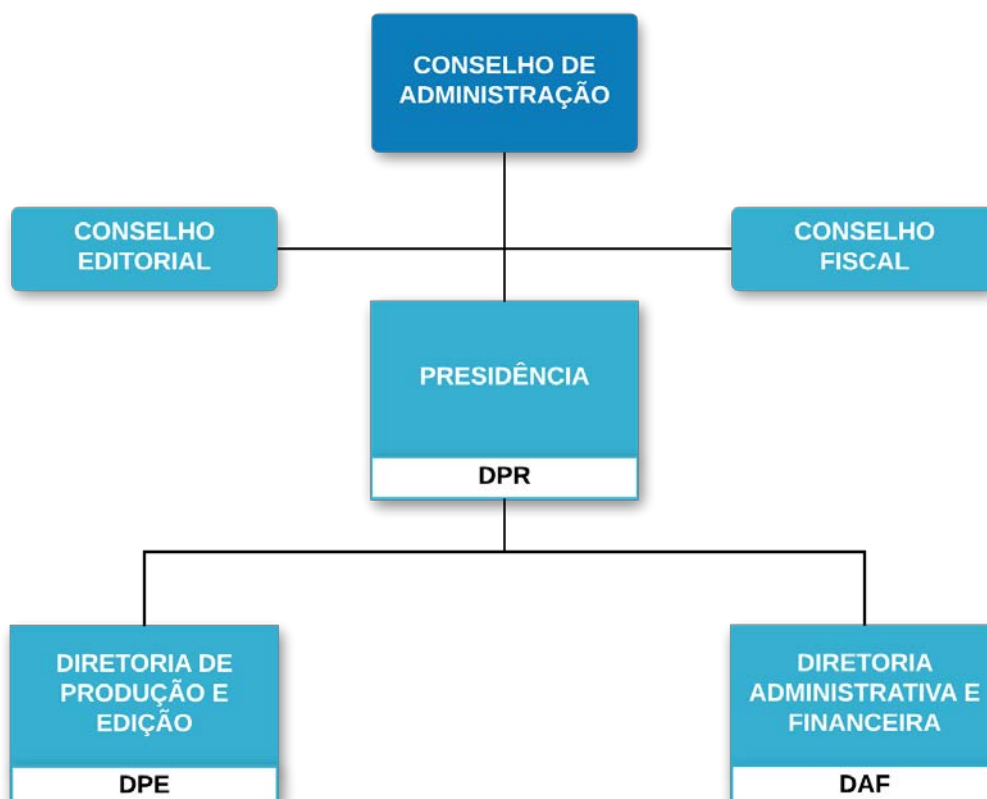 CONSELHO DE
ADMINISTRAÇÃO
CONSELHO
EDITORIAL
CONSELHO
FISCAL
PRESIDÊNCIA
DPR
DIRETORIA DE
PRODUÇÃO E
EDIÇÃO
DPE
DIRETORIA
ADMINISTRATIVA E
FINANCEIRA
DAF